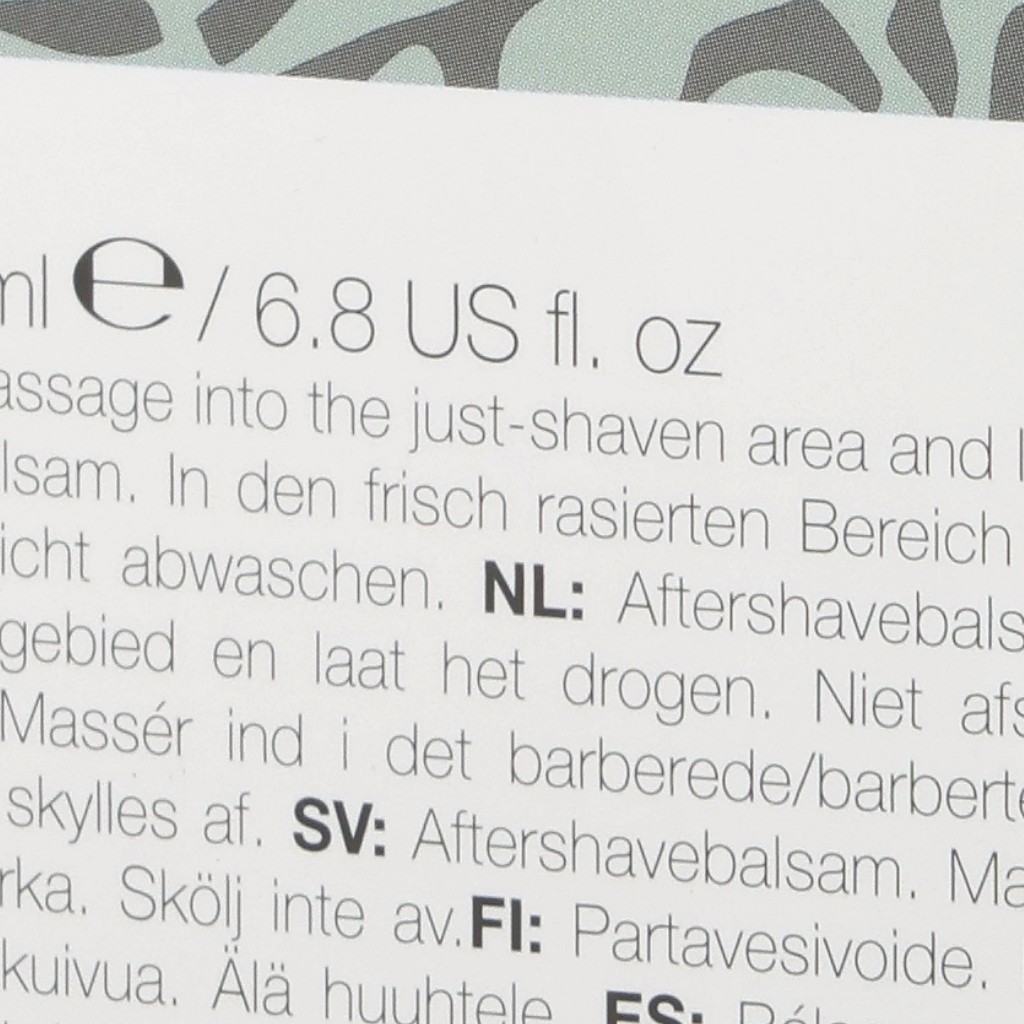 ml ℮ / 6.8 US fl. oz
assage into the just-shaven area and l
lsam. In den frisch rasierten Bereich
icht abwaschen. NL: Aftershavebals
gebied en laat het drogen. Niet afs
Massér ind i det barberede/barberte
skylles af. SV: Aftershavebalsam. Ma
rka. Skölj inte av.FI: Partavesivoide.
kuivua. Älä huuhtele. ES: